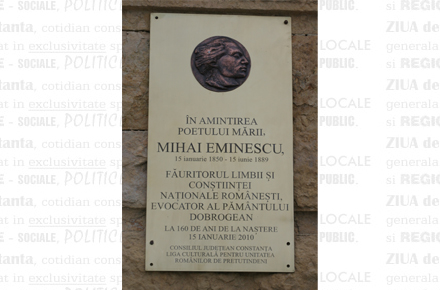 ÎN AMINTIREA
POETULUI MĂRII,
MIHAI EMINESCU,
15 ianuarie 1850 - 15 iunie 1889
FĂURITORUL LIMBII ȘI
CONȘTIINȚEI
NAȚIONALE ROMÂNEȘTI,
EVOCATOR AL PĂMÂNTULUI
DOBROGEAN
LA 160 DE ANI DE LA NAȘTERE
15 IANUARIE 2010
CONSILIUL JUDEȚEAN CONSTANȚA
LIGA CULTURALĂ PENTRU UNITATEA
ROMÂNILOR DE PRETUTINDENI